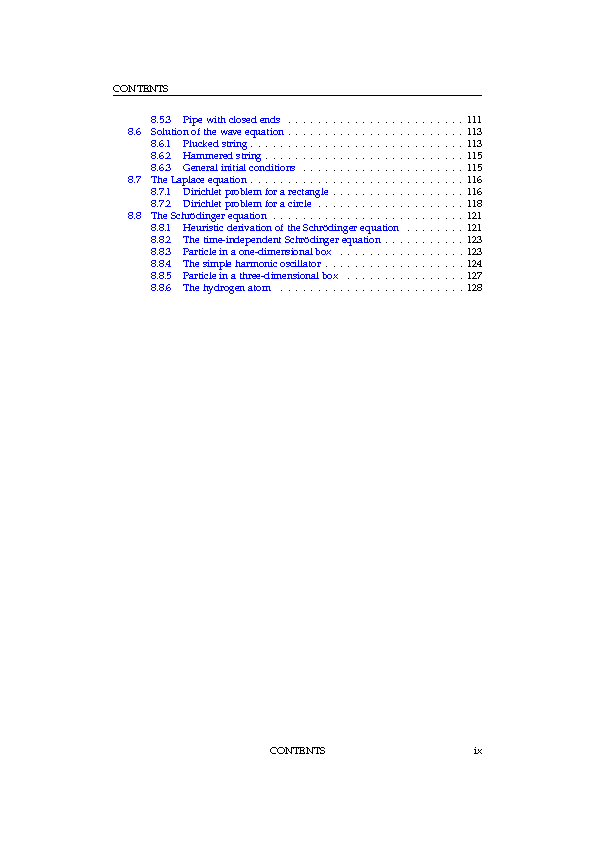 CONTENTS
8.5.3 Pipe with closed ends . . . . . . . . . . . . . . . . . . . . . . . . 111
8.6 Solution of the wave equation . . . . . . . . . . . . . . . . . . . . . . . . 113
8.6.1 Plucked string . . . . . . . . . . . . . . . . . . . . . . . . . . . . . 113
8.6.2 Hammered string . . . . . . . . . . . . . . . . . . . . . . . . . . . 115
8.6.3 General initial conditions . . . . . . . . . . . . . . . . . . . . . . 115
8.7 The Laplace equation . . . . . . . . . . . . . . . . . . . . . . . . . . . . . 116
8.7.1 Dirichlet problem for a rectangle . . . . . . . . . . . . . . . . . . 116
8.7.2 Dirichlet problem for a circle . . . . . . . . . . . . . . . . . . . . 118
8.8 The Schrödinger equation . . . . . . . . . . . . . . . . . . . . . . . . . . 121
8.8.1 Heuristic derivation of the Schrödinger equation . . . . . . . . 121
8.8.2 The time-independent Schrödinger equation . . . . . . . . . . . 123
8.8.3 Particle in a one-dimensional box . . . . . . . . . . . . . . . . . 123
8.8.4 The simple harmonic oscillator . . . . . . . . . . . . . . . . . . . 124
8.8.5 Particle in a three-dimensional box . . . . . . . . . . . . . . . . 127
8.8.6 The hydrogen atom . . . . . . . . . . . . . . . . . . . . . . . . . 128
CONTENTS ix